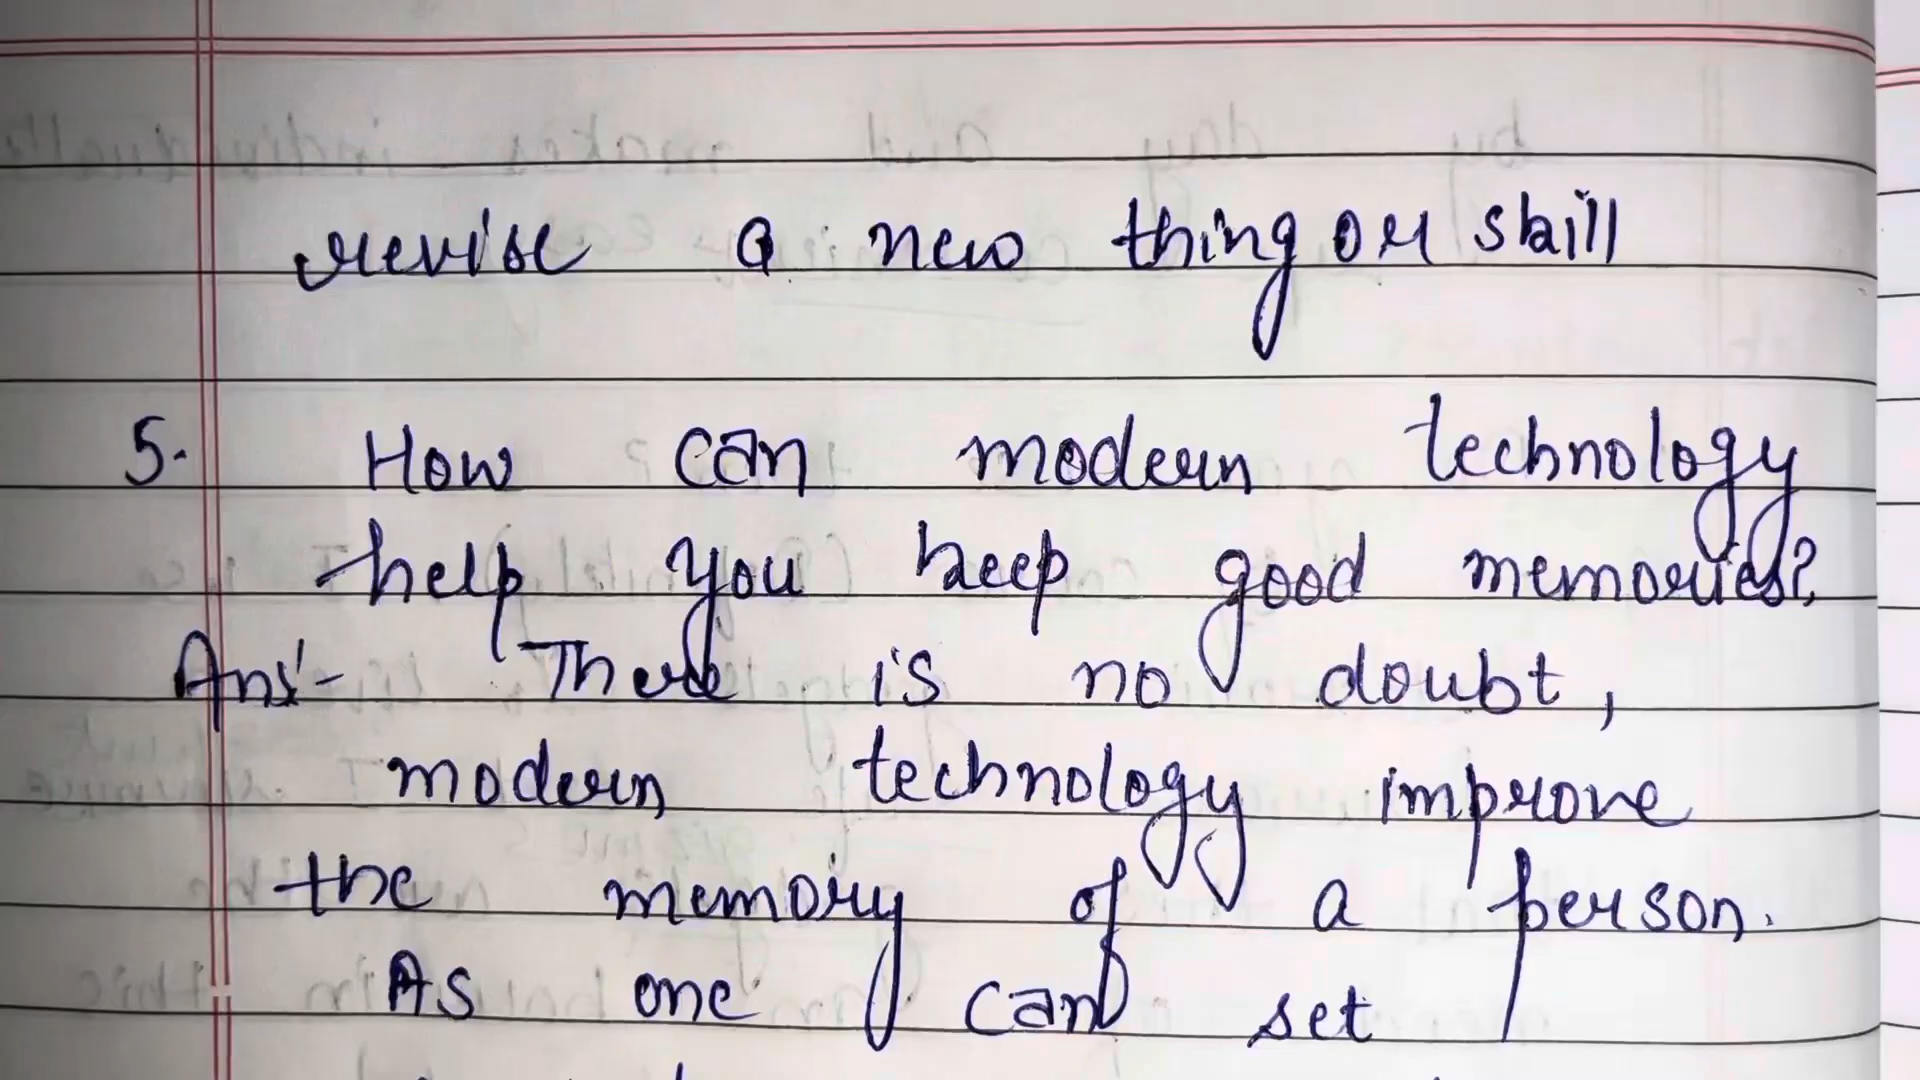 revise a new thing or skill
5. How can modern technology
help you keep good memories?
Ans:- There is no doubt,
modern technology improve
the memory of a person.
As one can set